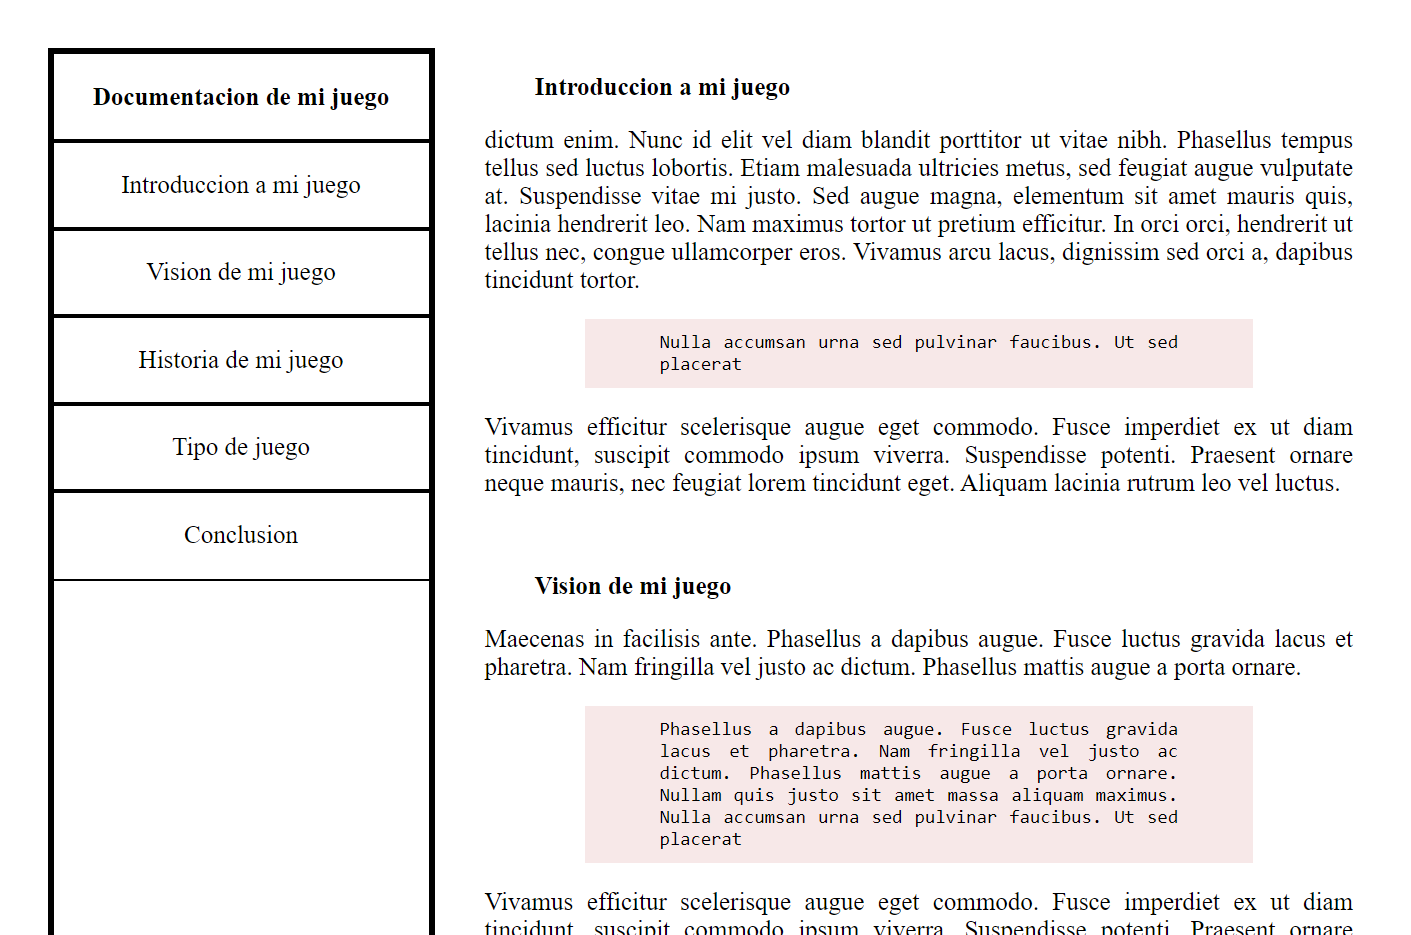 Documentacion de mi juego
Introduccion a mi juego
Vision de mi juego
Historia de mi juego
Tipo de juego
Conclusion
Introduccion a mi juego
dictum enim. Nunc id elit vel diam blandit porttitor ut vitae nibh. Phasellus tempus
tellus sed luctus lobortis. Etiam malesuada ultricies metus, sed feugiat augue vulputate
at. Suspendisse vitae mi justo. Sed augue magna, elementum sit amet mauris quis,
lacinia hendrerit leo. Nam maximus tortor ut pretium efficitur. In orci orci, hendrerit ut
tellus nec, congue ullamcorper eros. Vivamus arcu lacus, dignissim sed orci a, dapibus
tincidunt tortor.
Nulla accumsan urna sed pulvinar faucibus. Ut sed
placerat
Vivamus efficitur scelerisque augue eget commodo. Fusce imperdiet ex ut diam
tincidunt, suscipit commodo ipsum viverra. Suspendisse potenti. Praesent ornare
neque mauris, nec feugiat lorem tincidunt eget. Aliquam lacinia rutrum leo vel luctus.
Vision de mi juego
Maecenas in facilisis ante. Phasellus a dapibus augue. Fusce luctus gravida lacus et
pharetra. Nam fringilla vel justo ac dictum. Phasellus mattis augue a porta ornare.
Phasellus a dapibus augue. Fusce luctus gravida
lacus et pharetra. Nam fringilla vel justo ac
dictum. Phasellus mattis augue a porta ornare.
Nullam quis justo sit amet massa aliquam maximus.
Nulla accumsan urna sed pulvinar faucibus. Ut sed
placerat
Vivamus efficitur scelerisque augue eget commodo. Fusce imperdiet ex ut diam
tincidunt, suscipit commodo ipsum viverra. Suspendisse potenti. Praesent ornare